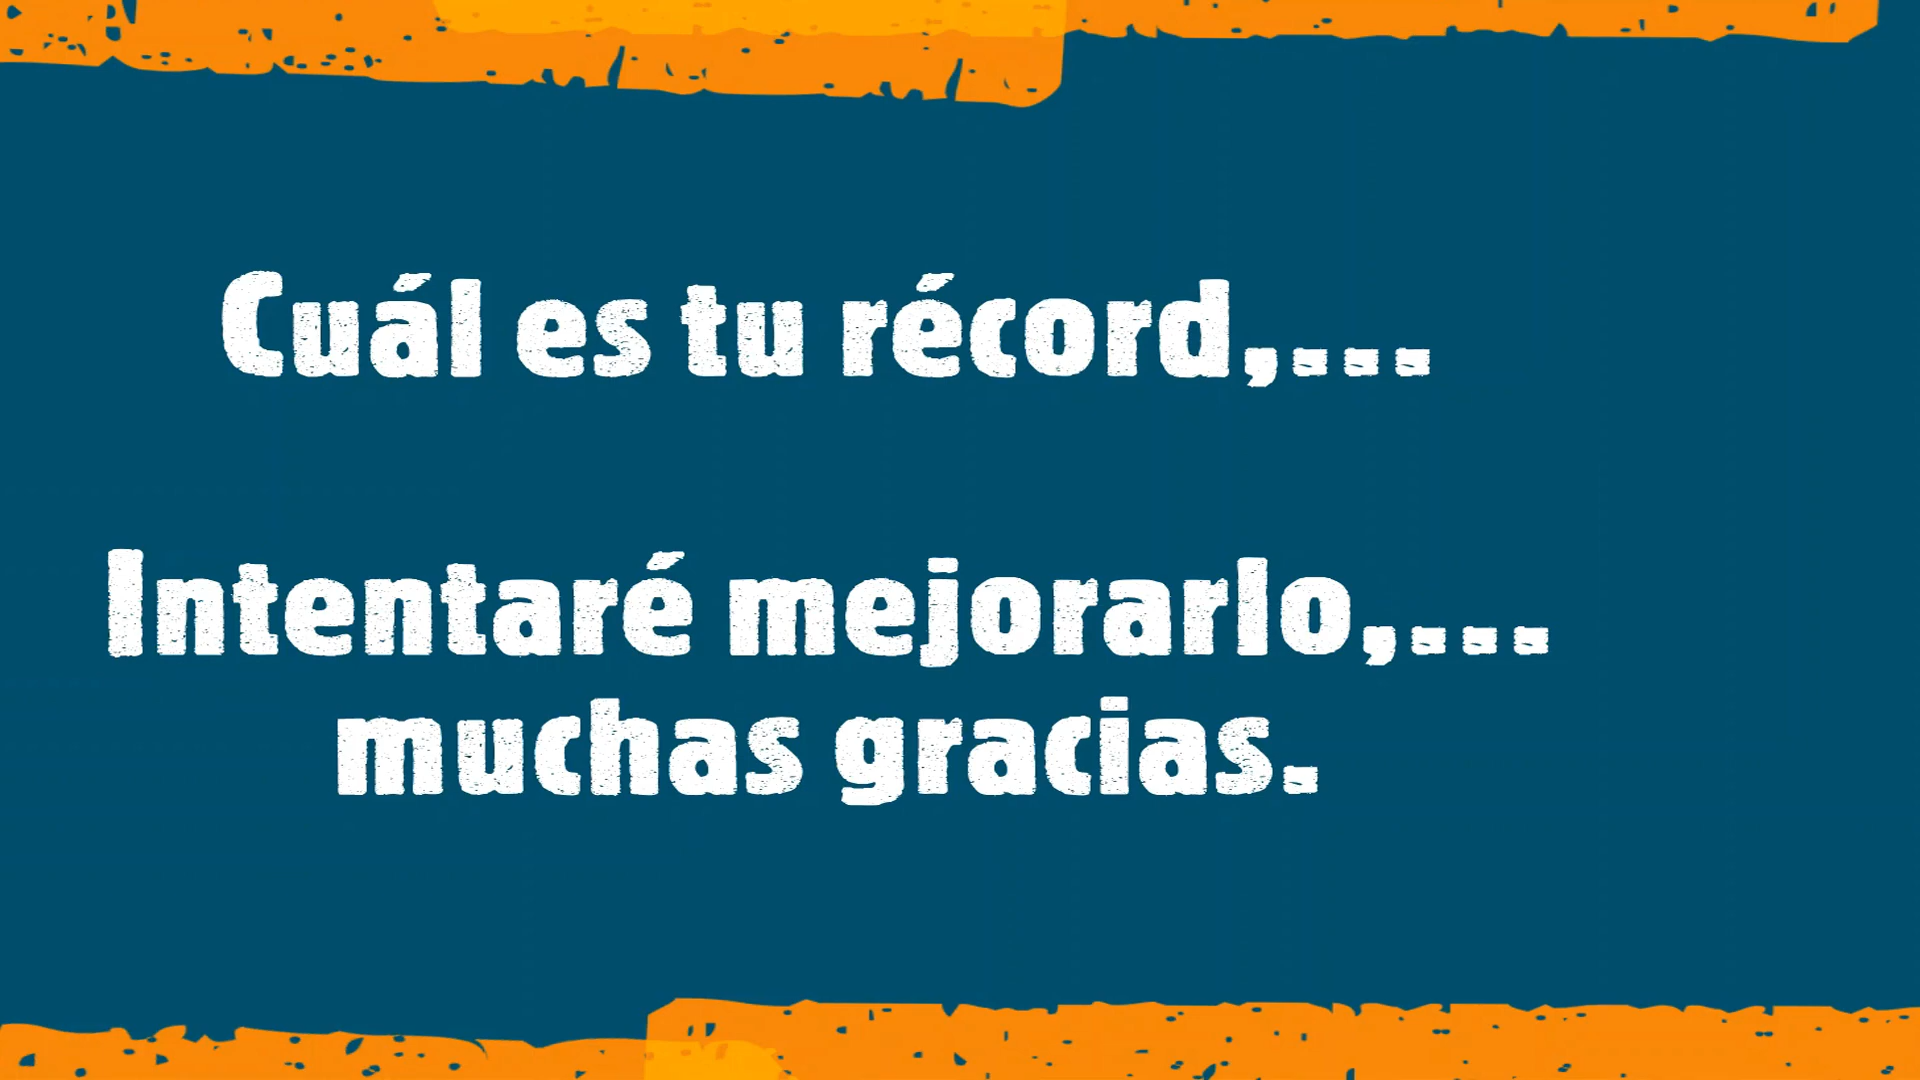 Cuál es tu récord,...
Intentaré mejorarlo,...
muchas gracias.